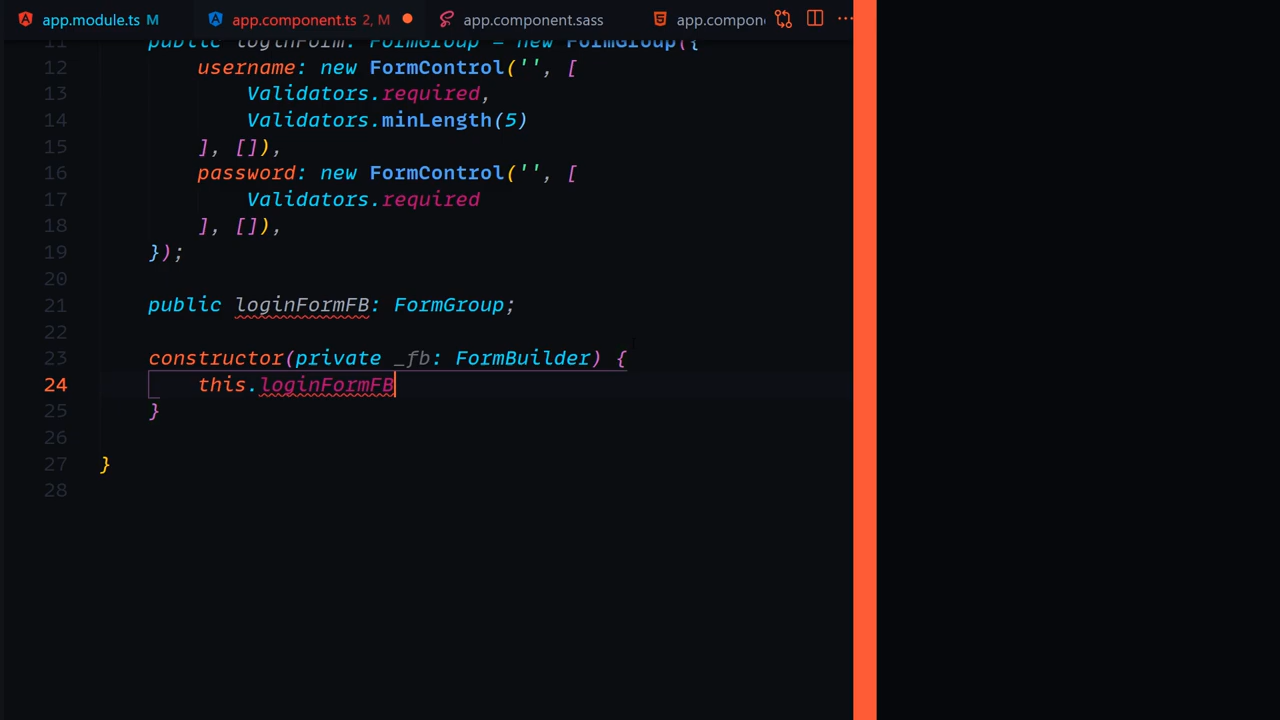 app.module.ts M app.component.ts 2, M app.component.sass app.compone
11 public loginForm: FormGroup = new FormGroup({
12 username: new FormControl('', [
13 Validators.required,
14 Validators.minLength(5)
15 ], []),
16 password: new FormControl('', [
17 Validators.required
18 ], []),
19 });
20
21 public loginFormFB: FormGroup;
22
23 constructor(private _fb: FormBuilder) {
24 this.loginFormFB
25 }
26
27 }
28